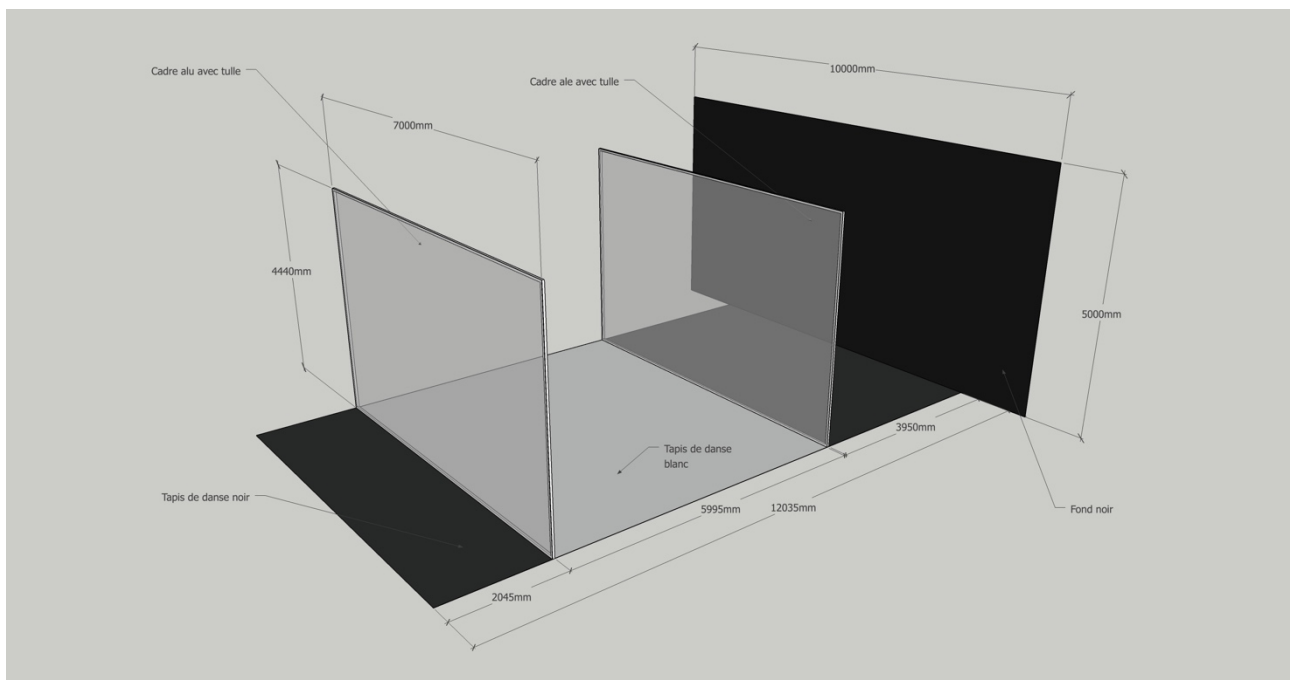 Cadre alu avec tulle
Cadre ale avec tulle
10000mm
7000mm
4440mm
5000mm
3950mm
Tapis de danse
blanc
Tapis de danse noir
5995mm
12035mm
Fond noir
2045mm